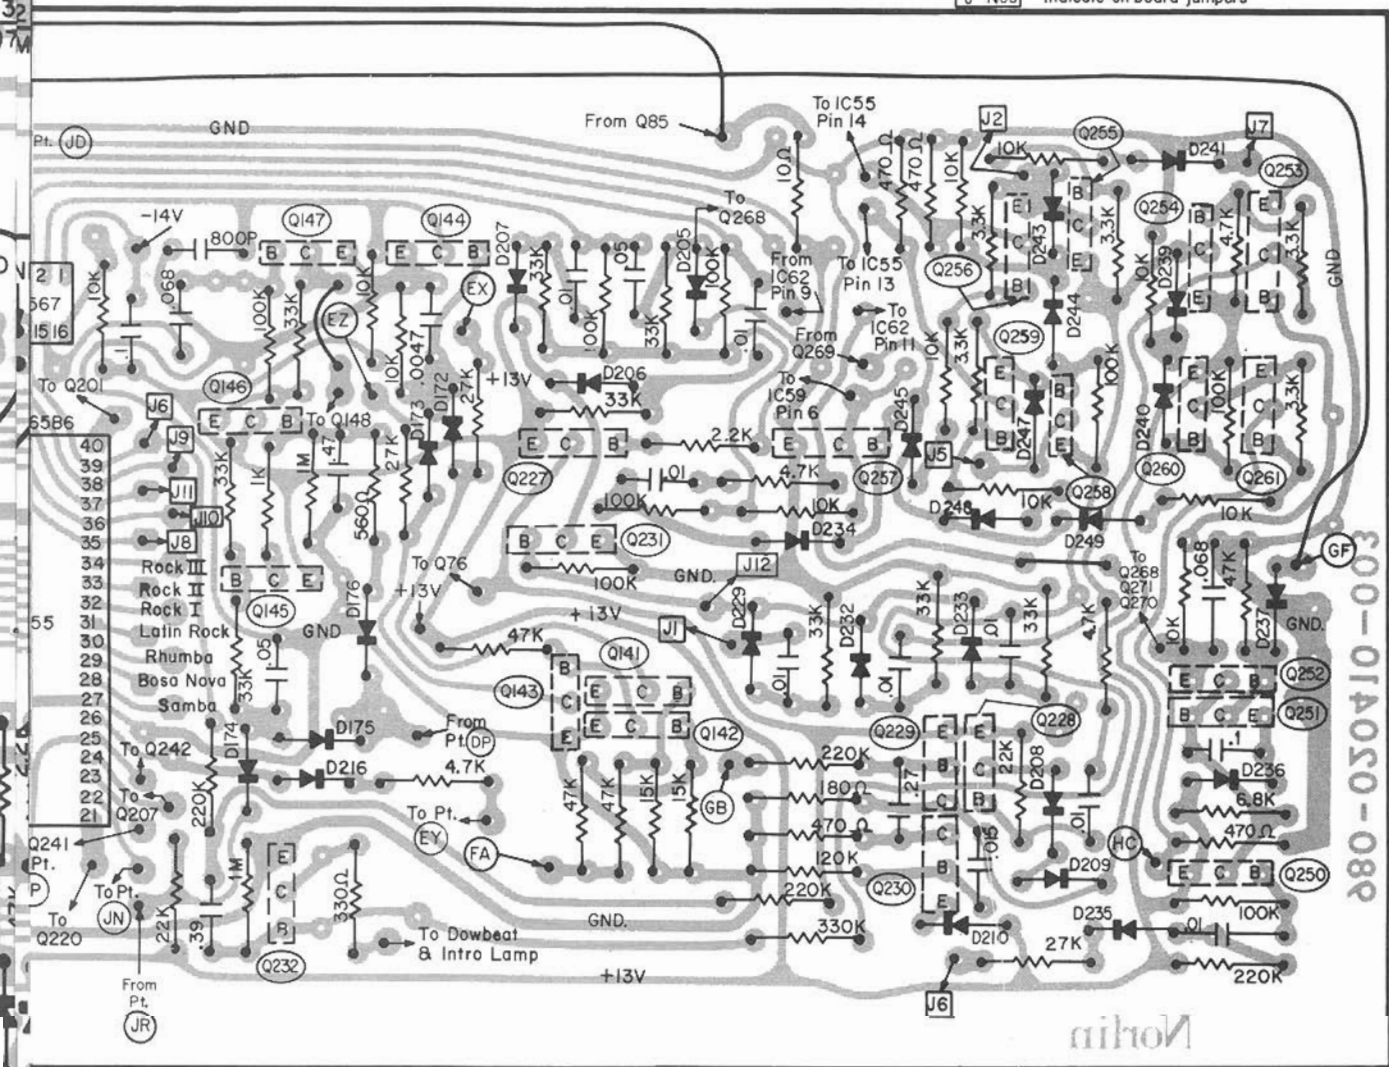 32
Indicate on board jumpers
GND
Pt. JD
From Q85
To IC55
Pin 14
J2
Q255
J7
D241
Q253
10Ω
470Ω
470Ω
10K
10K
-14V
Q147
Q144
D207
To
Q268
Q254
800P
B C E
E C B
33K
.01
100K
.05
33K
D205
100K
.01
From
IC62
Pin 9
To IC55
Pin 13
Q256
3.3K
D243
3.3K
10K
D239
4.7K
3.3K
GND
21
567
1516
10K
.1
.068
100K
33K
EZ
10K
10K
.0047
EX
To
IC62
Pin 11
From
Q269
D244
Q259
10K
3.3K
To Q201
Q146
E C B
To Q148
D173
D172
27K
+13V
D206
33K
To
IC59
Pin 6
D245
D247
100K
D240
100K
3.3K
65B6
J6
J9
J11
J10
J8
33K
1K
1M
.47
560Ω
27K
E C B
Q227
2.2K
.01
4.7K
100K
10K
D234
E C B
Q257
J5
10K
Q258
D248
D249
Q260
Q261
10K
B C E
Q231
100K
J12
GND.
40
39
38
37
36
35
34
33
32
31
30
29
28
27
26
25
24
23
22
21
55
Rock III
Rock II
Rock I
Latin Rock
Rhumba
Bosa Nova
Samba
B C E
Q145
33K
.05
GND
D176
To Q76
+13V
+13V
47K
J1
D229
.01
33K
D232
.01
33K
D233
.01
33K
4.7K
To
Q268
Q271
Q270
10K
.068
47K
D237
GF
GND.
980-020410-003
Q141
Q143
B C E
E C B
E C B
Q142
E C B
Q252
B C E
Q251
D174
D175
D216
From
Pt. DP
4.7K
220K
To Q242
To
Q207
47K
47K
15K
15K
GB
220K
180Ω
470Ω
120K
220K
330K
Q229
E B C
.27
Q228
E C B
22K
D208
.01
D209
HC
.1
D236
6.8K
470Ω
E C B
Q250
100K
.01
220K
Q241
Pt.
P
To Pt.
JN
To
Q220
22K
.39
1M
E C B
Q232
330Ω
To Pt.
EY
FA
GND.
To Dowbeat
& Intro Lamp
+13V
Q230
C B E
.05
D210
J6
27K
D235
From
Pt.
JR
Norlin